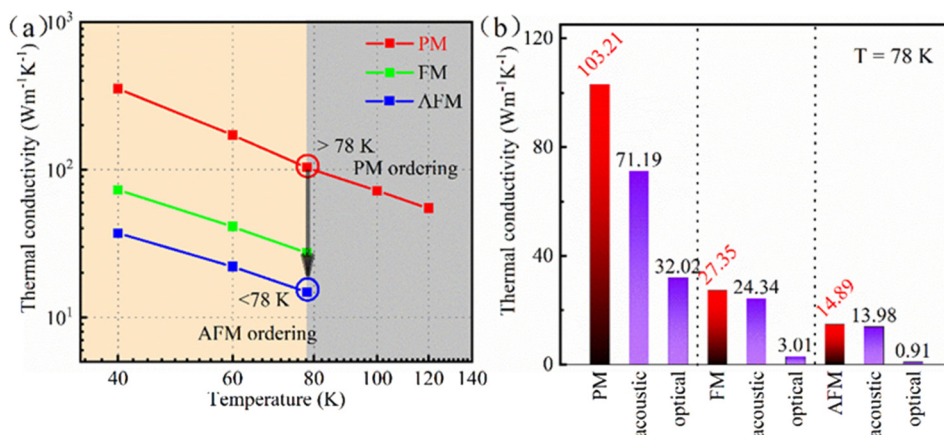 (a)
Thermal conductivity (Wm⁻¹K⁻¹)
10³
10²
10¹
PM
FM
AFM
> 78 K
PM ordering
<78 K
AFM ordering
40
60
80
100
120
140
Temperature (K)
(b)
Thermal conductivity (Wm⁻¹K⁻¹)
120
80
40
0
T = 78 K
103.21
71.19
32.02
27.35
24.34
3.01
14.89
13.98
0.91
PM
acoustic
optical
FM
acoustic
optical
AFM
acoustic
optical